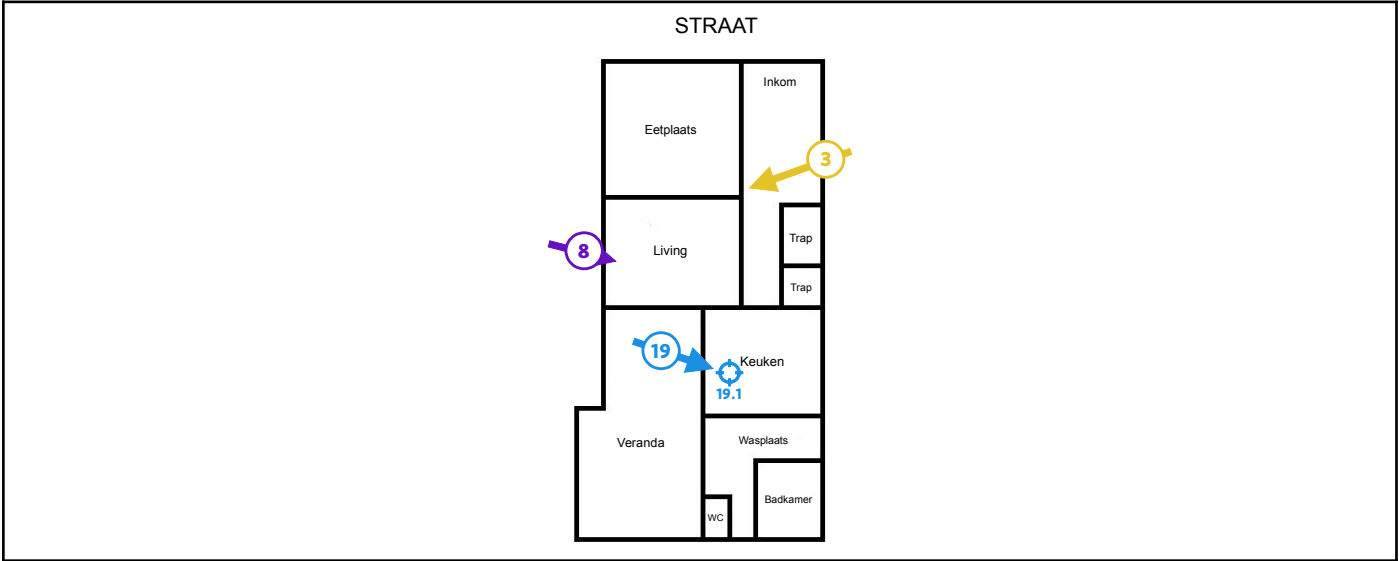 STRAAT
Inkom
Eetplaats
3
Trap
8
Living
Trap
19
Keuken
19.1
Veranda
Wasplaats
Badkamer
WC